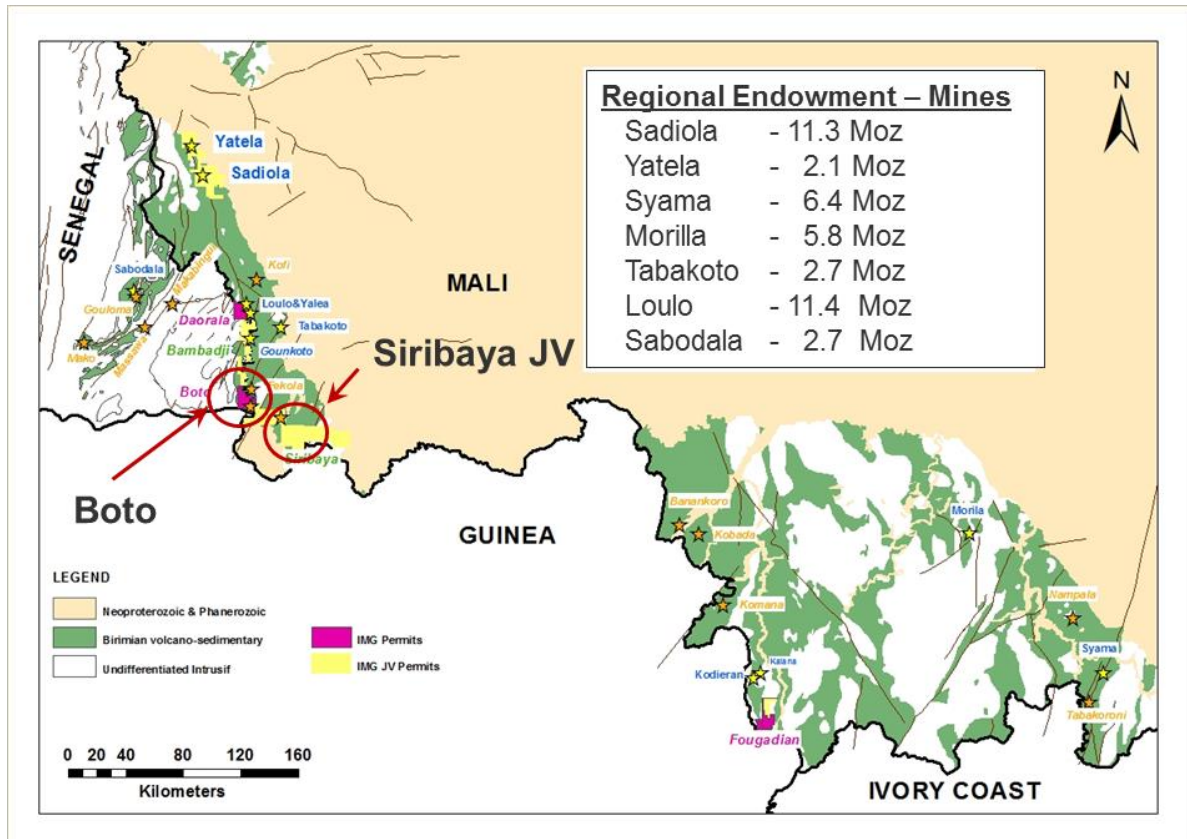 Regional Endowment – Mines
Sadiola - 11.3 Moz
Yatela - 2.1 Moz
Syama - 6.4 Moz
Morilla - 5.8 Moz
Tabakoto - 2.7 Moz
Loulo - 11.4 Moz
Sabodala - 2.7 Moz
N
SENEGAL
Yatela
Sadiola
MALI
Kofi
Sabodala
Makabingui
Gouloma
Loulo&Yalea
Daorala
Tabakoto
Massawa
Mako
Bambadji
Gounkoto
Siribaya JV
Boto
Fekola
Siribaya
Boto
GUINEA
Banankoro
Kobada
Morila
Komana
Nampala
Syama
Kodieran
Kalana
Tabakoroni
Fougadian
IVORY COAST
LEGEND
Neoproterozoic & Phanerozoic
Birimian volcano-sedimentary
Undifferentiated Intrusif
IMG Permits
IMG JV Permits
0 20 40 80 120 160
Kilometers